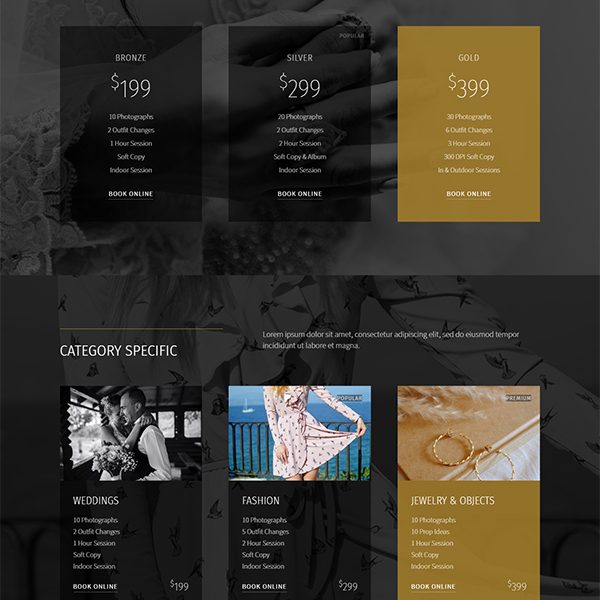 BRONZE
$199
10 Photographs
2 Outfit Changes
1 Hour Session
Soft Copy
Indoor Session
BOOK ONLINE
POPULAR
SILVER
$299
20 Photographs
2 Outfit Changes
2 Hour Session
Soft Copy & Album
Indoor Session
BOOK ONLINE
GOLD
$399
30 Photographs
6 Outfit Changes
3 Hour Session
300 DPI Soft Copy
In & Outdoor Sessions
BOOK ONLINE
CATEGORY SPECIFIC
Lorem ipsum dolor sit amet, consectetur adipiscing elit, sed do eiusmod tempor
incididunt ut labore et magna.
WEDDINGS
10 Photographs
2 Outfit Changes
1 Hour Session
Soft Copy
Indoor Session
BOOK ONLINE $199
POPULAR
FASHION
10 Photographs
5 Outfit Changes
2 Hour Session
Soft Copy
Indoor Session
BOOK ONLINE $299
PREMIUM
JEWELRY & OBJECTS
10 Photographs
10 Prop Ideas
1 Hour Session
Soft Copy
Indoor Session
BOOK ONLINE $399